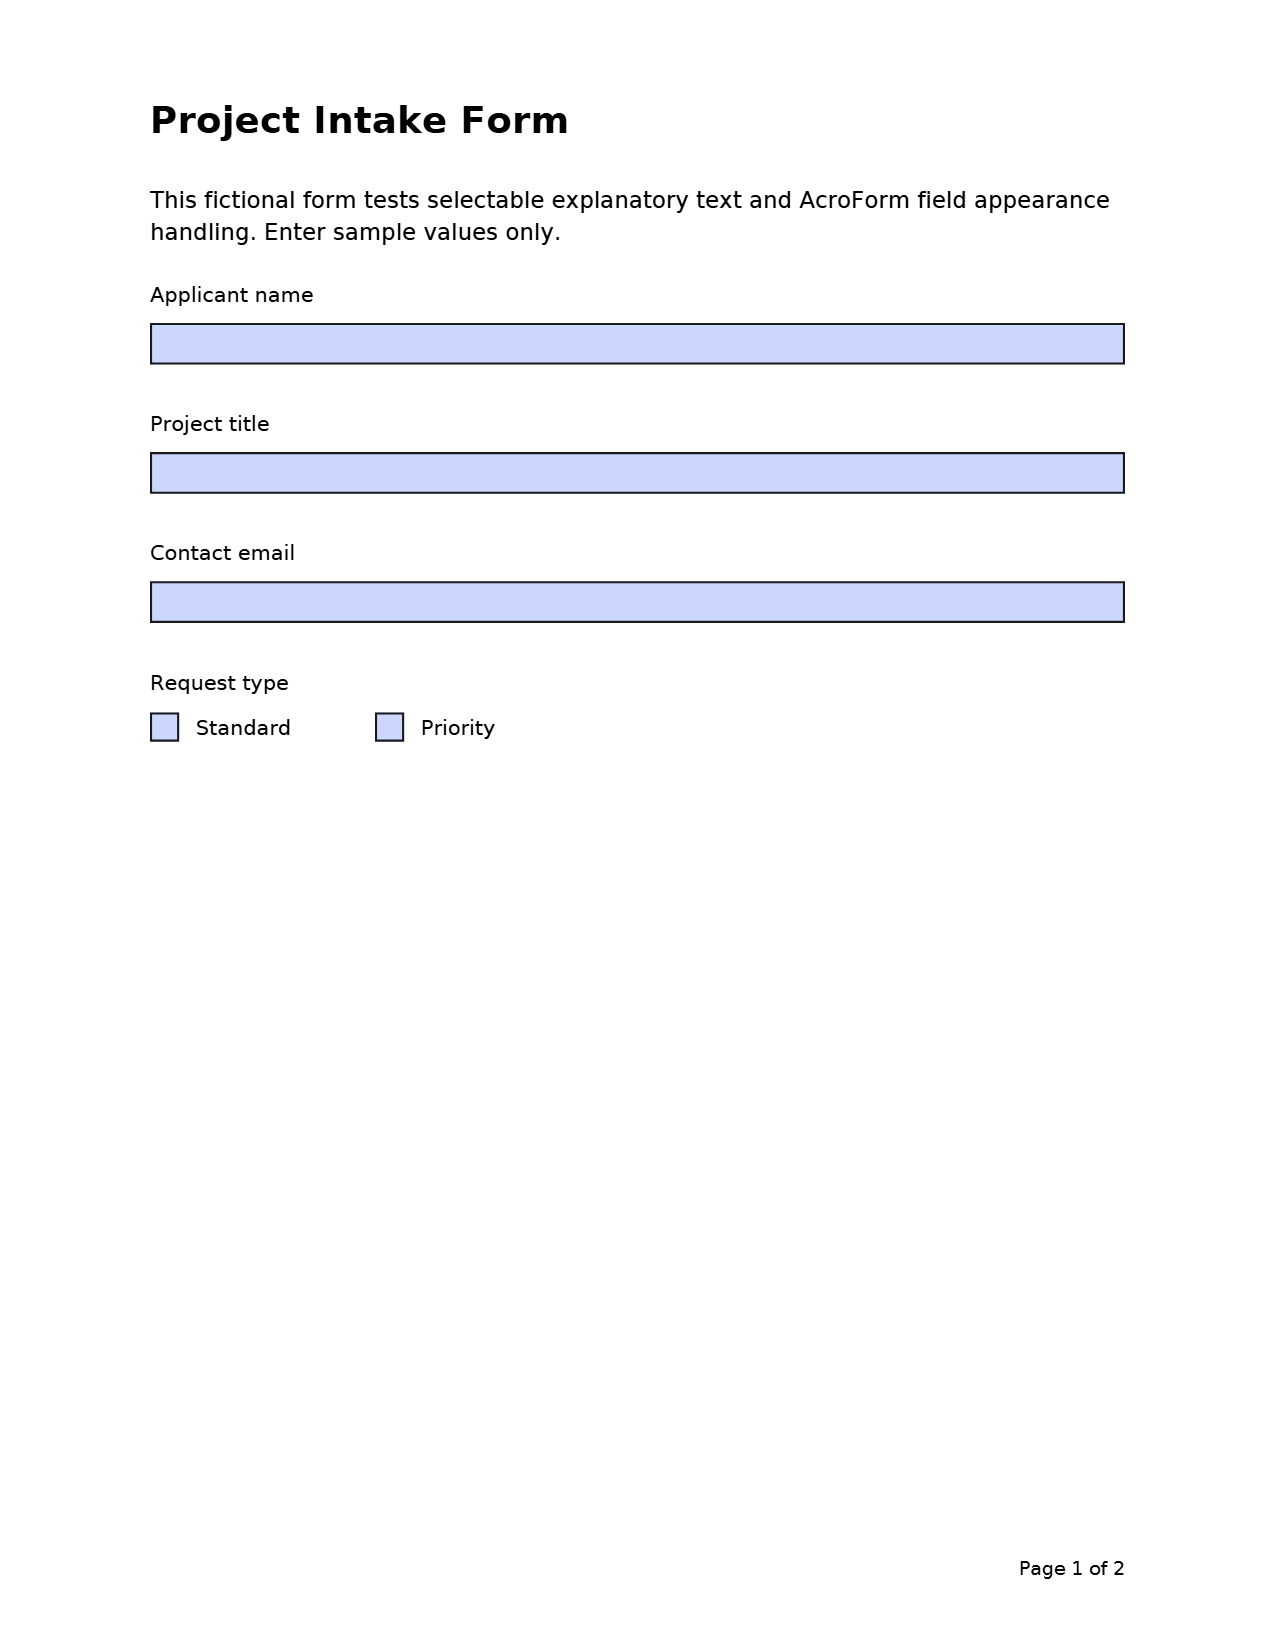 Project Intake Form
This fictional form tests selectable explanatory text and AcroForm field appearance
handling. Enter sample values only.
Applicant name
Project title
Contact email
Request type
Standard Priority
Page 1 of 2